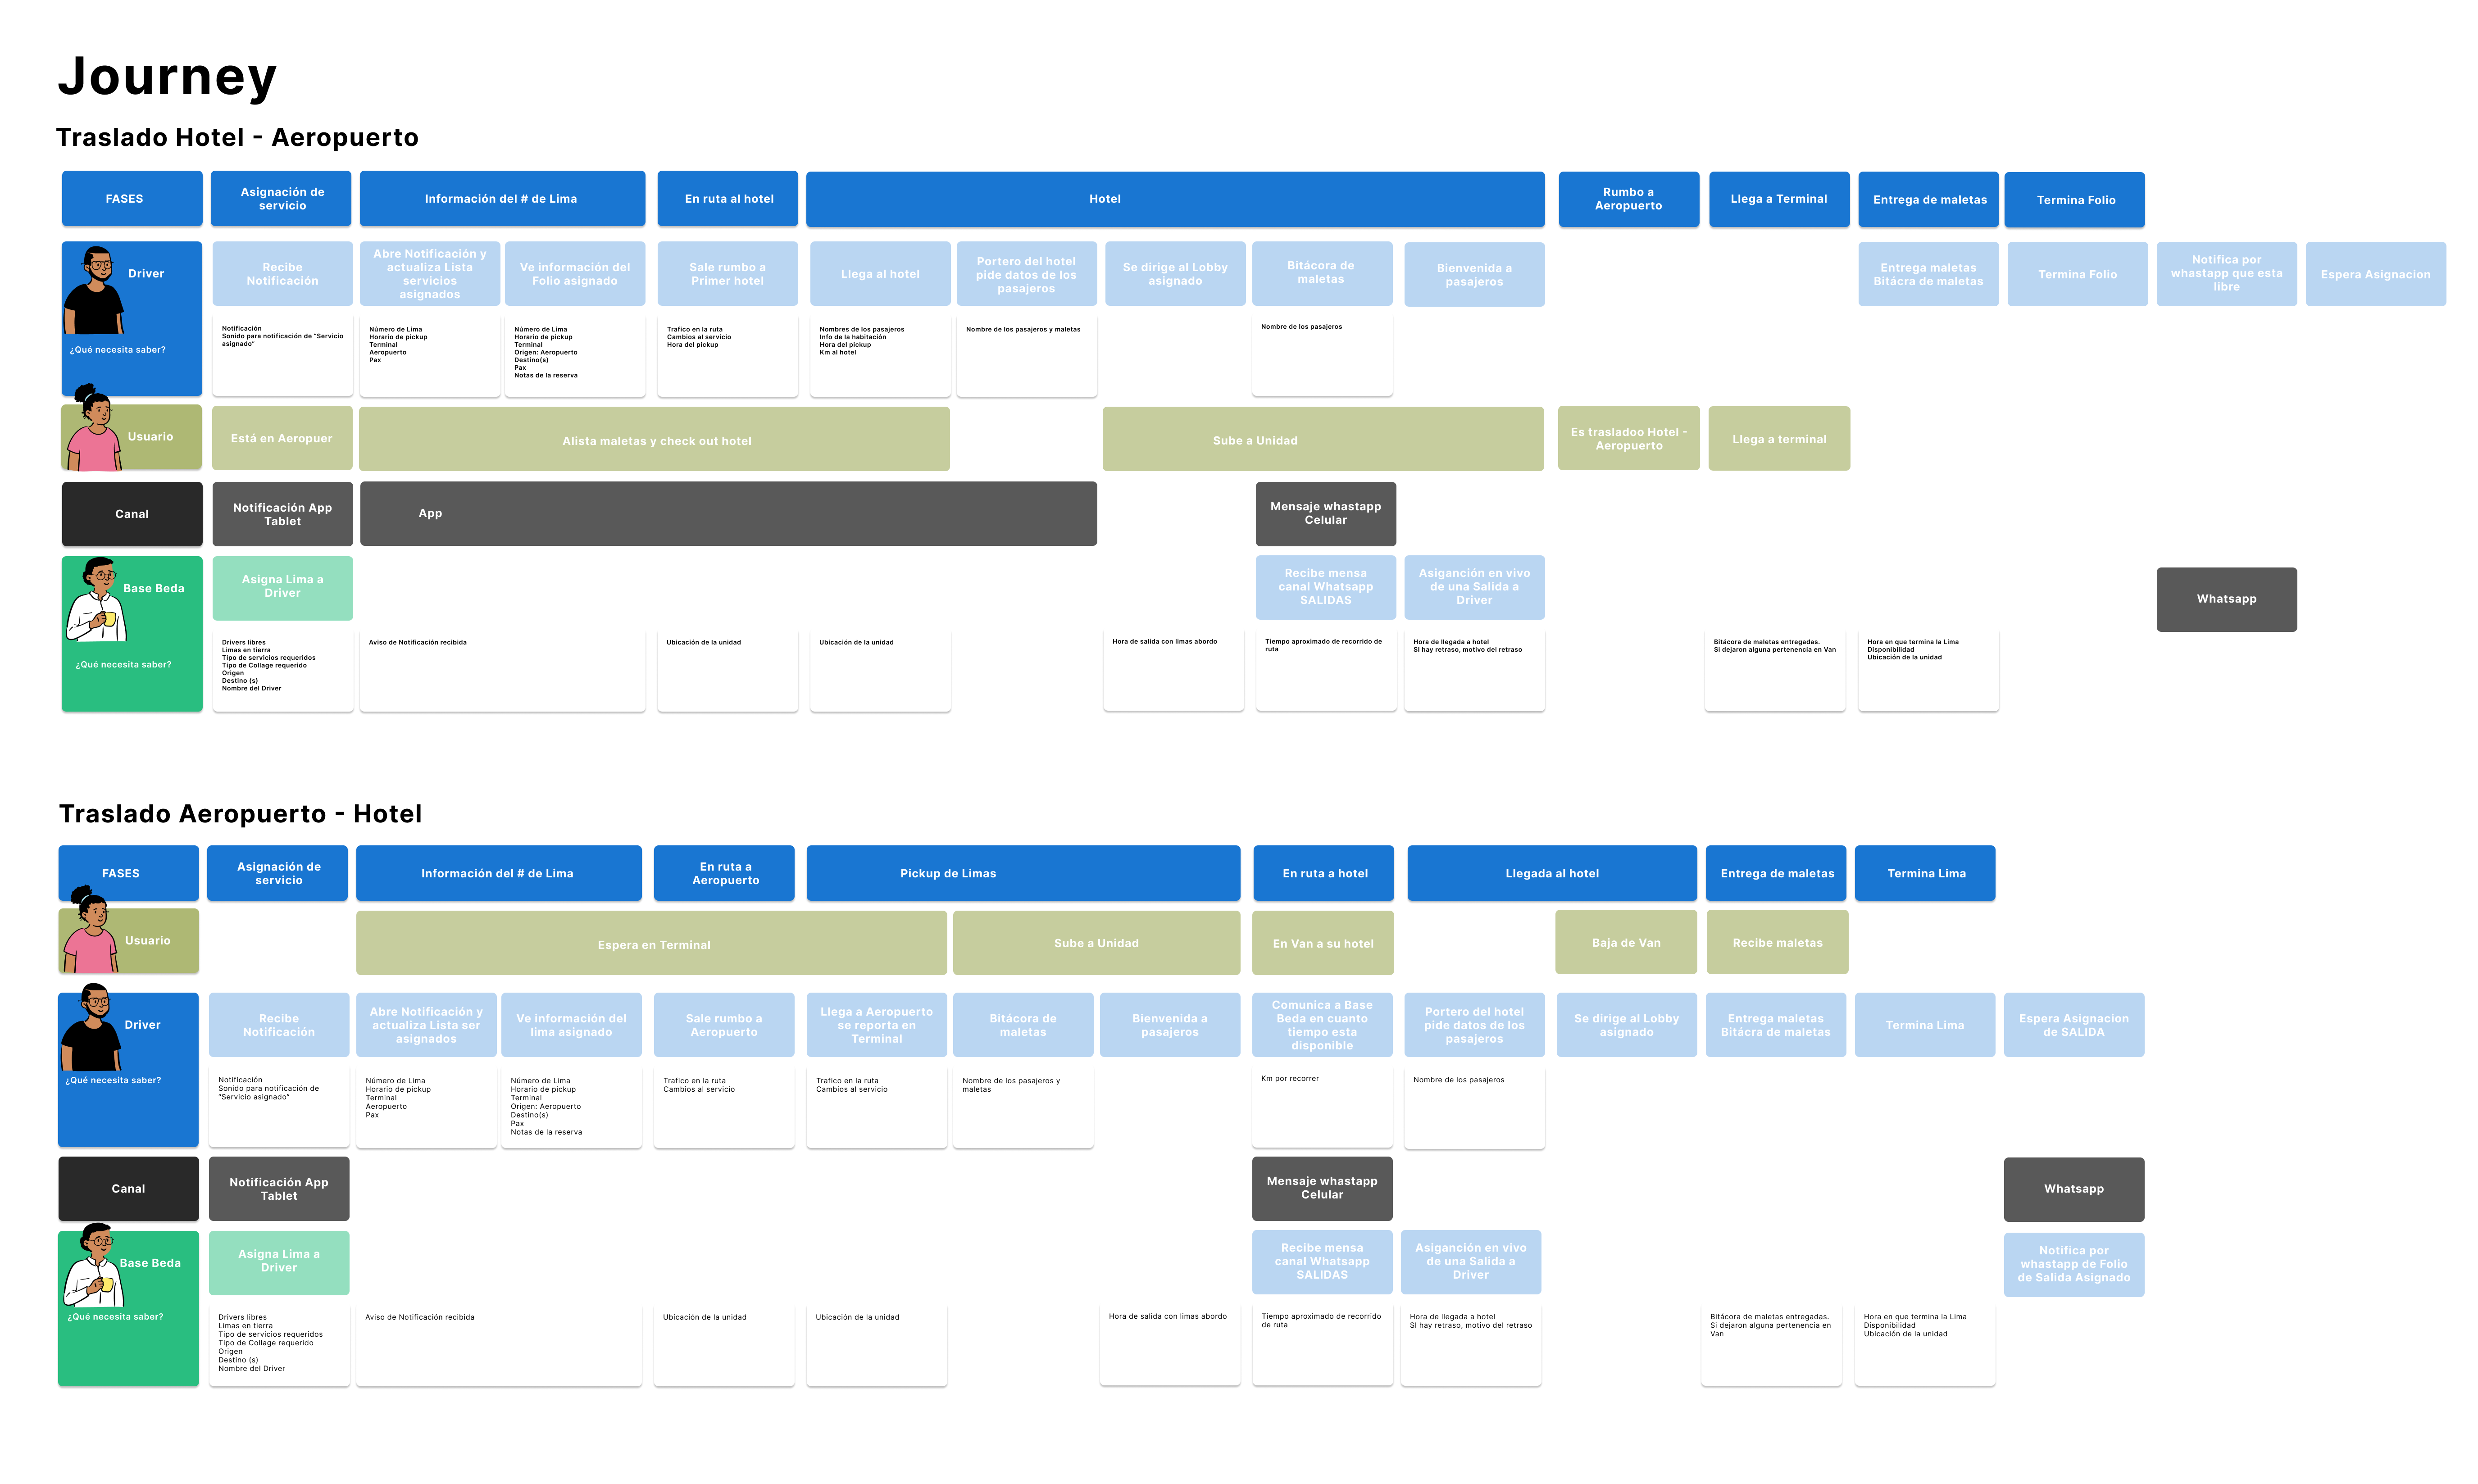 Journey
Traslado Hotel - Aeropuerto
FASES
Asignación de
servicio
Información del # de Lima
En ruta al hotel
Hotel
Rumbo a
Aeropuerto
Llega a Terminal
Entrega de maletas
Termina Folio
Driver
¿Qué necesita saber?
Recibe
Notificación
Abre Notificación y
actualiza Lista
servicios
asignados
Ve información del
Folio asignado
Sale rumbo a
Primer hotel
Llega al hotel
Portero del hotel
pide datos de los
pasajeros
Se dirige al Lobby
asignado
Bitácora de
maletas
Bienvenida a
pasajeros
Entrega maletas
Bitácra de maletas
Termina Folio
Notifica por
whastapp que esta
libre
Espera Asignacion
Notificación
Sonido para notificación de "Servicio
asignado"
Número de Lima
Horario de pickup
Terminal
Aeropuerto
Pax
Número de Lima
Horario de pickup
Terminal
Origen: Aeropuerto
Destino(s)
Pax
Notas de la reserva
Trafico en la ruta
Cambios al servicio
Hora del pickup
Nombres de los pasajeros
Info de la habitación
Hora del pickup
Km al hotel
Nombre de los pasajeros y maletas
Nombre de los pasajeros
Usuario
Está en Aeropuer
Alista maletas y check out hotel
Sube a Unidad
Es trasladoo Hotel -
Aeropuerto
Llega a terminal
Canal
Notificación App
Tablet
App
Mensaje whastapp
Celular
Base Beda
¿Qué necesita saber?
Asigna Lima a
Driver
Recibe mensa
canal Whatsapp
SALIDAS
Asiganción en vivo
de una Salida a
Driver
Whatsapp
Drivers libres
Limas en tierra
Tipo de servicios requeridos
Tipo de Collage requerido
Origen
Destino (s)
Nombre del Driver
Aviso de Notificación recibida
Ubicación de la unidad
Ubicación de la unidad
Hora de salida con limas abordo
Tiempo aproximado de recorrido de
ruta
Hora de llegada a hotel
SI hay retraso, motivo del retraso
Bitácora de maletas entregadas.
Si dejaron alguna pertenencia en Van
Hora en que termina la Lima
Disponibilidad
Ubicación de la unidad
Traslado Aeropuerto - Hotel
FASES
Asignación de
servicio
Información del # de Lima
En ruta a
Aeropuerto
Pickup de Limas
En ruta a hotel
Llegada al hotel
Entrega de maletas
Termina Lima
Usuario
Espera en Terminal
Sube a Unidad
En Van a su hotel
Baja de Van
Recibe maletas
Driver
¿Qué necesita saber?
Recibe
Notificación
Abre Notificación y
actualiza Lista ser
asignados
Ve información del
lima asignado
Sale rumbo a
Aeropuerto
Llega a Aeropuerto
se reporta en
Terminal
Bitácora de
maletas
Bienvenida a
pasajeros
Comunica a Base
Beda en cuanto
tiempo esta
disponible
Portero del hotel
pide datos de los
pasajeros
Se dirige al Lobby
asignado
Entrega maletas
Bitácra de maletas
Termina Lima
Espera Asignacion
de SALIDA
Notificación
Sonido para notificación de
"Servicio asignado"
Número de Lima
Horario de pickup
Terminal
Aeropuerto
Pax
Número de Lima
Horario de pickup
Terminal
Origen: Aeropuerto
Destino(s)
Pax
Notas de la reserva
Trafico en la ruta
Cambios al servicio
Trafico en la ruta
Cambios al servicio
Nombre de los pasajeros y
maletas
Km por recorrer
Nombre de los pasajeros
Canal
Notificación App
Tablet
Mensaje whastapp
Celular
Whatsapp
Base Beda
¿Qué necesita saber?
Asigna Lima a
Driver
Recibe mensa
canal Whatsapp
SALIDAS
Asiganción en vivo
de una Salida a
Driver
Notifica por
whastapp de Folio
de Salida Asignado
Drivers libres
Limas en tierra
Tipo de servicios requeridos
Tipo de Collage requerido
Origen
Destino (s)
Nombre del Driver
Aviso de Notificación recibida
Ubicación de la unidad
Ubicación de la unidad
Hora de salida con limas abordo
Tiempo aproximado de recorrido
de ruta
Hora de llegada a hotel
SI hay retraso, motivo del retraso
Bitácora de maletas entregadas.
Si dejaron alguna pertenencia en
Van
Hora en que termina la Lima
Disponibilidad
Ubicación de la unidad